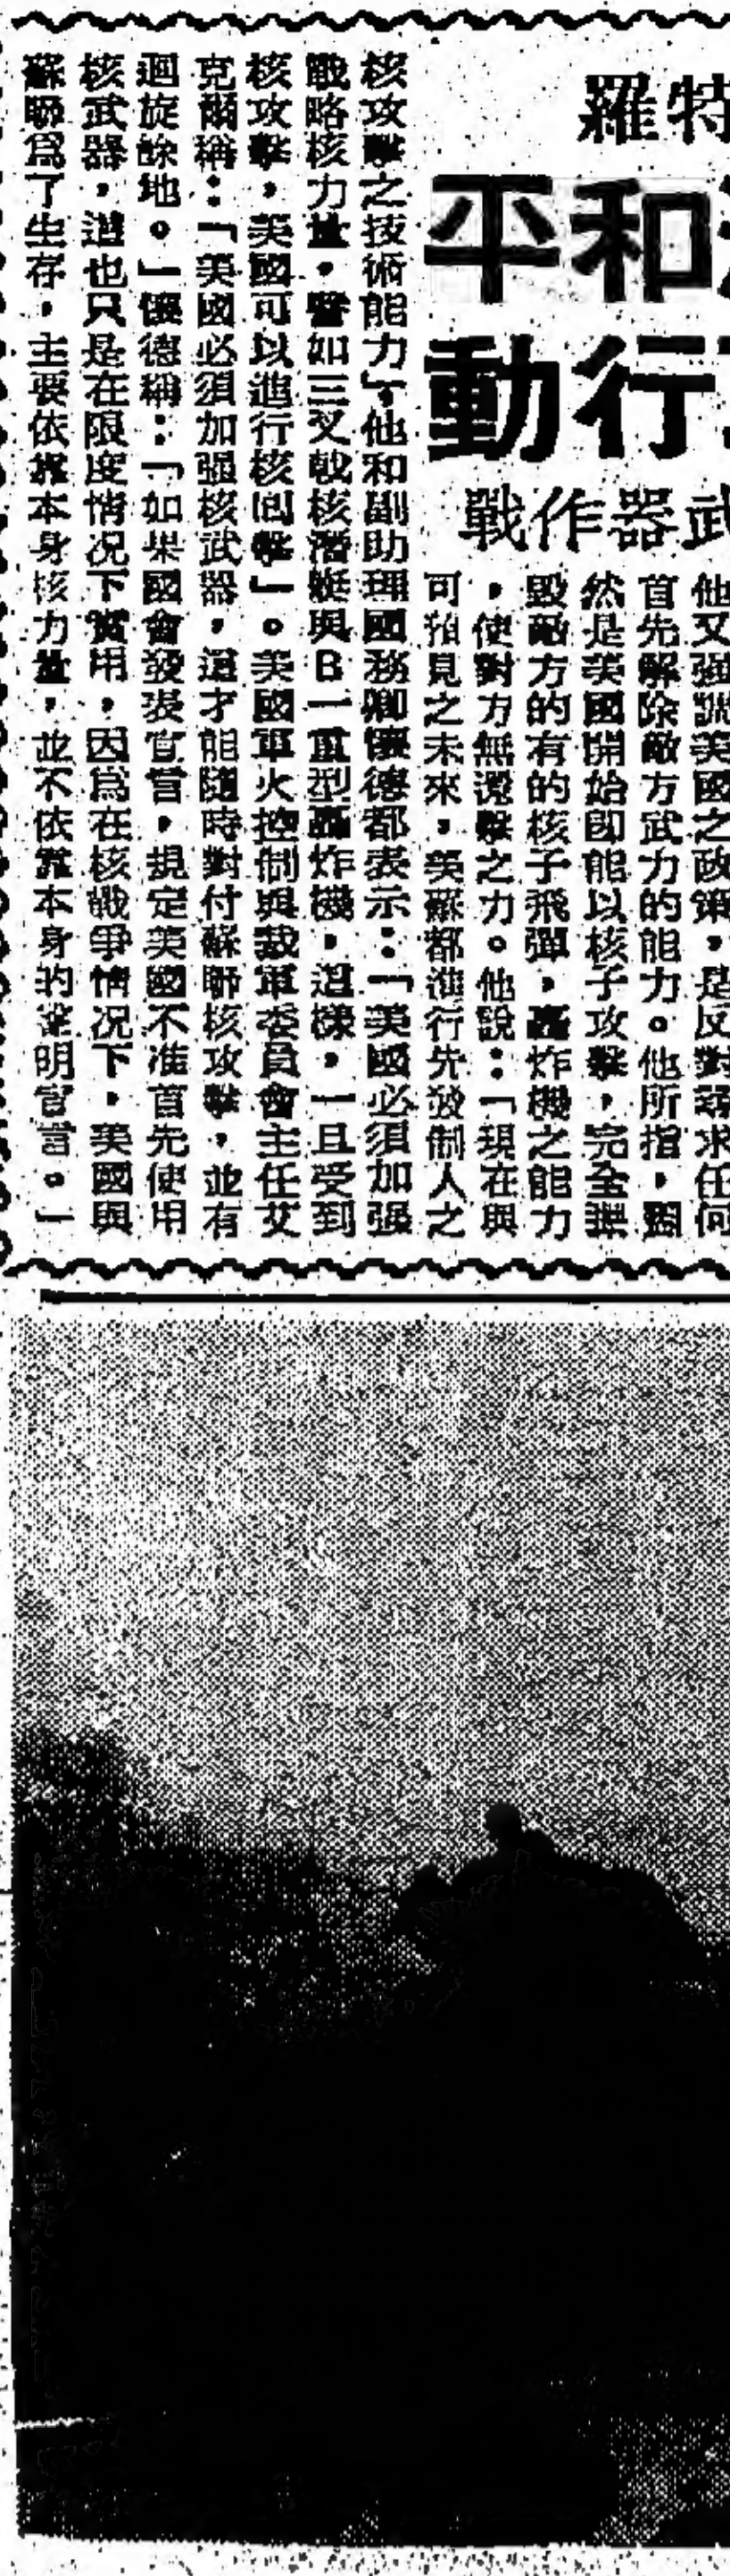 特羅
和平
行動
武器作戰
他又强說美國之政策，是反對尋求任何
首先解除敵方武力的能力。他所指，當
然是美國開始即能以核子攻擊，完全摧
毀敵方的有的核子飛彈，轟炸機之能力
，使對方無還擊之力。他說：「現在與
可預見之未來，美蘇都進行先發制人之
核攻擊之技術能力」，他和副助理國務卿懷德都表示：「美國必須加强
戰略核力量，譬如三叉戟核潛艇與B一重型轟炸機，這樣，一旦受到
核攻擊，美國可以進行核回擊」。美國軍火控制與裁軍委員會主任艾
克爾稱：「美國必須加强核武器，這才能隨時對付蘇聯核攻擊，並有
迴旋餘地。」懷德稱：「如果國會發表官言，規定美國不准首先使用
核武器，這也只是在限度情况下實用，因爲在核戰爭情况下，美國與
蘇聯爲了生存，主要依靠本身核力量，並不依靠本身的聲明官言。」